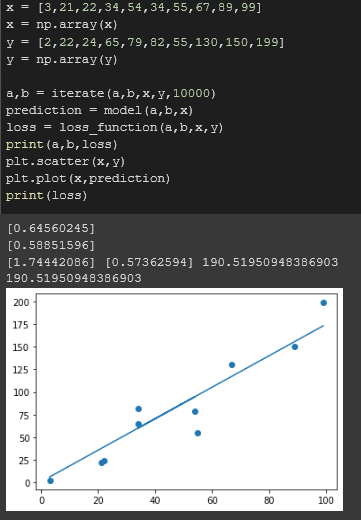 x = [3,21,22,34,54,34,55,67,89,99]
x = np.array(x)
y = [2,22,24,65,79,82,55,130,150,199]
y = np.array(y)
a,b = iterate(a,b,x,y,10000)
prediction = model(a,b,x)
loss = loss_function(a,b,x,y)
print(a,b,loss)
plt.scatter(x,y)
plt.plot(x,prediction)
print(loss)
[0.64560245]
[0.58851596]
[1.74442086] [0.57362594] 190.51950948386903
190.51950948386903
200
175
150
125
100
75
50
25
0
0 20 40 60 80 100